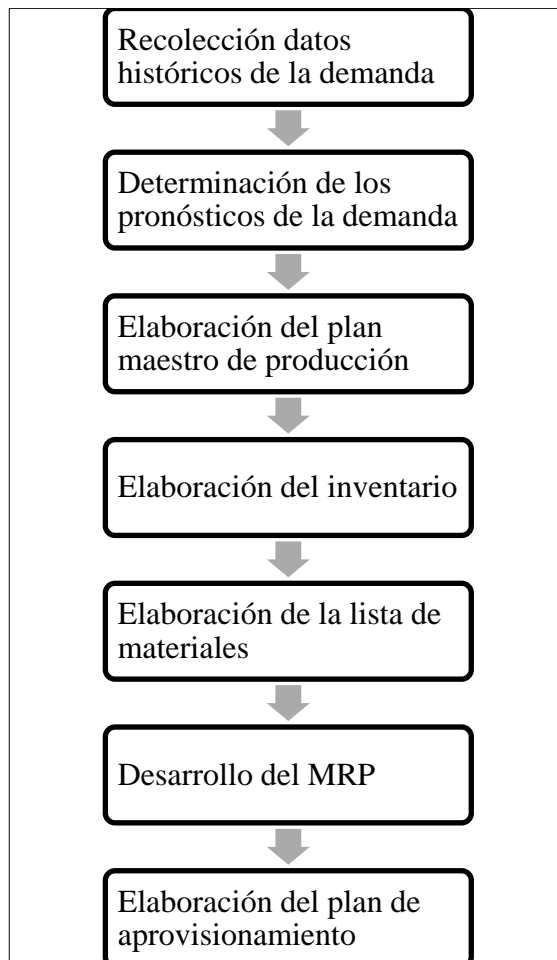 Recolección datos
históricos de la demanda
Determinación de los
pronósticos de la demanda
Elaboración del plan
maestro de producción
Elaboración del inventario
Elaboración de la lista de
materiales
Desarrollo del MRP
Elaboración del plan de
aprovisionamiento